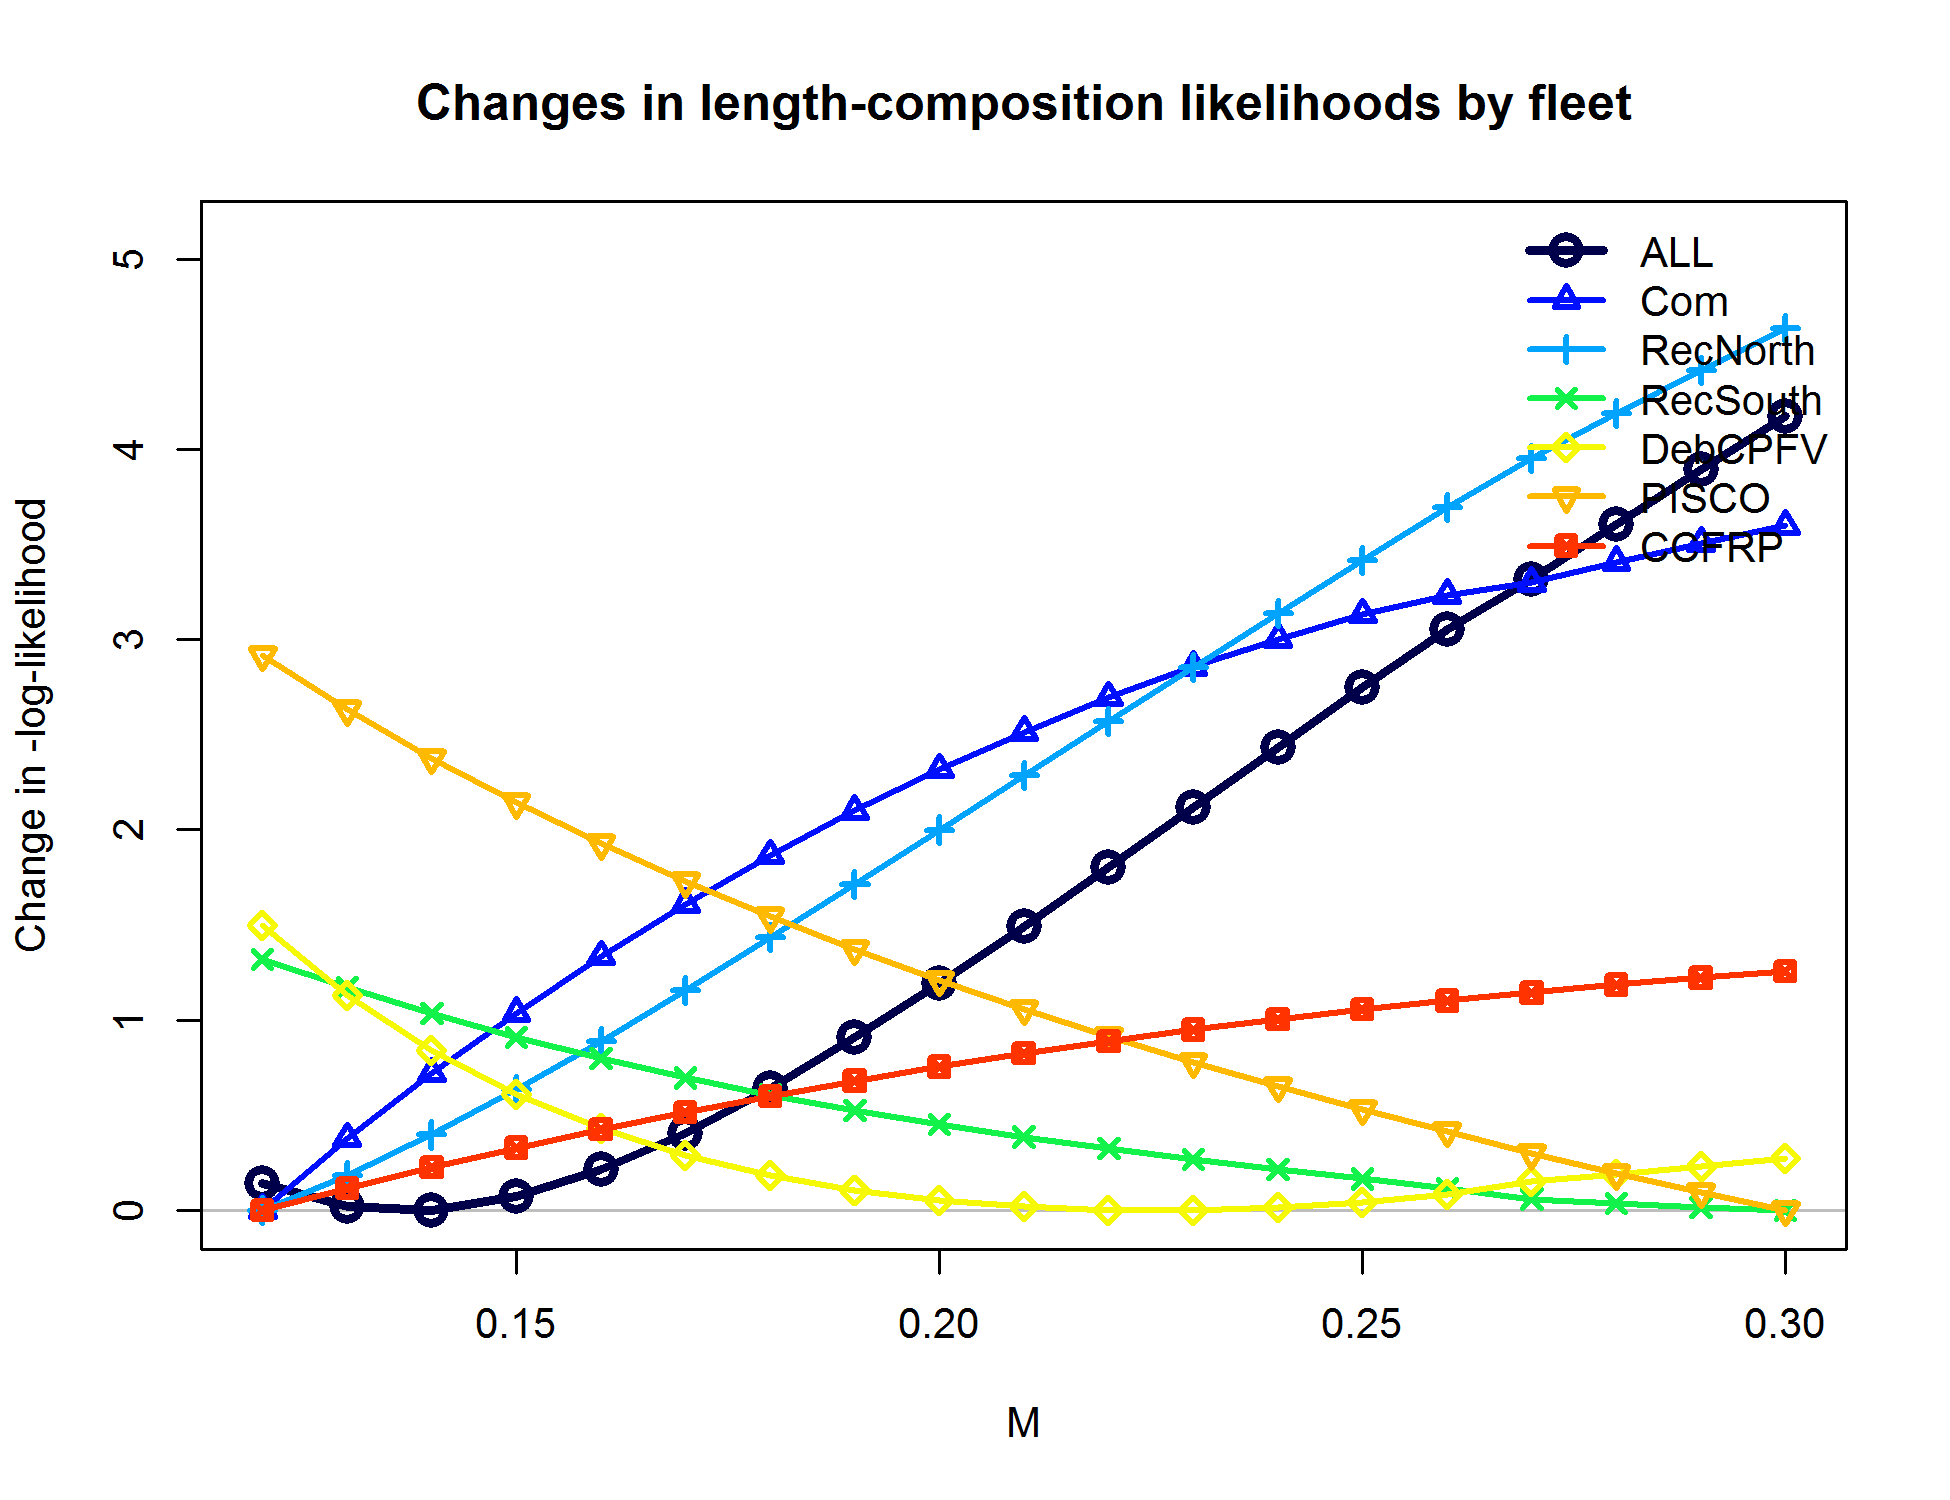 Changes in length-composition likelihoods by fleet
Change in -log-likelihood
5
4
3
2
1
0
ALL
Com
RecNorth
RecSouth
DebCPFV
PISCO
CCFRP
0.15 0.20 0.25 0.30
M